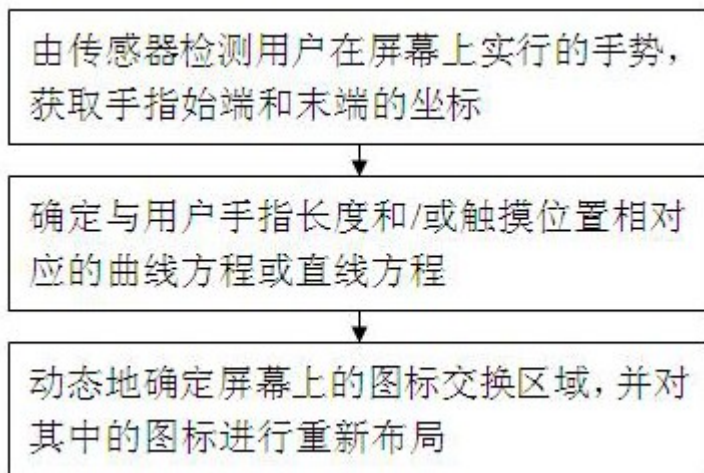 由传感器检测用户在屏幕上实行的手势，
获取手指始端和末端的坐标
确定与用户手指长度和/或触摸位置相对
应的曲线方程或直线方程
动态地确定屏幕上的图标交换区域，并对
其中的图标进行重新布局